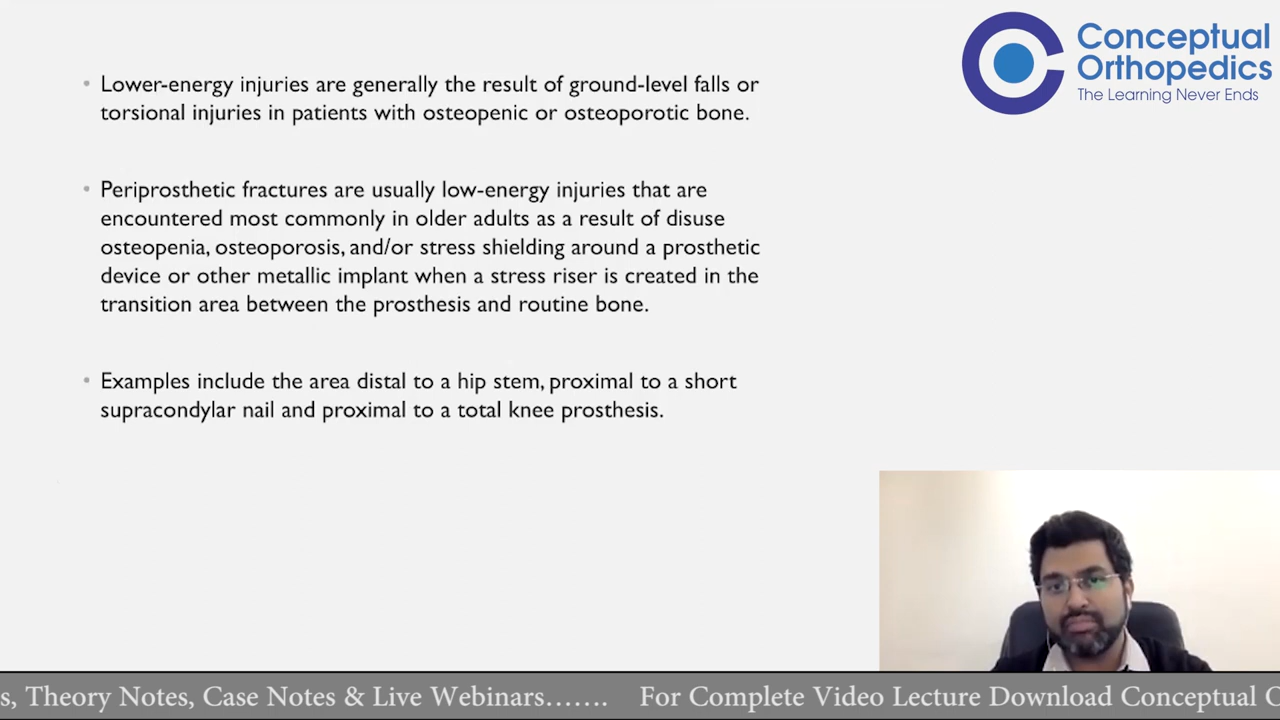 Conceptual
Orthopedics
The Learning Never Ends
• Lower-energy injuries are generally the result of ground-level falls or
torsional injuries in patients with osteopenic or osteoporotic bone.
• Periprosthetic fractures are usually low-energy injuries that are
encountered most commonly in older adults as a result of disuse
osteopenia, osteoporosis, and/or stress shielding around a prosthetic
device or other metallic implant when a stress riser is created in the
transition area between the prosthesis and routine bone.
• Examples include the area distal to a hip stem, proximal to a short
supracondylar nail and proximal to a total knee prosthesis.
s, Theory Notes, Case Notes & Live Webinars....... For Complete Video Lecture Download Conceptual O